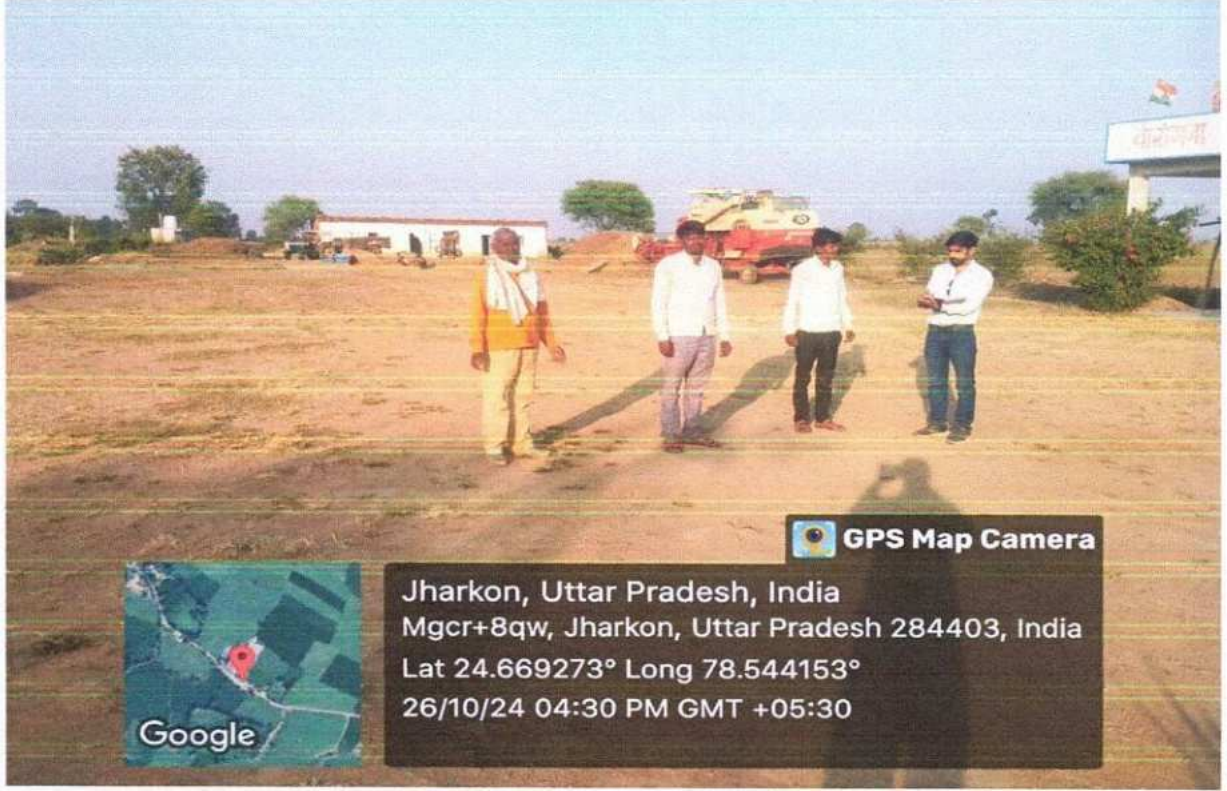 GPS Map Camera
Jharkon, Uttar Pradesh, India
Mgcr+8qw, Jharkon, Uttar Pradesh 284403, India
Lat 24.669273° Long 78.544153°
26/10/24 04:30 PM GMT +05:30
Google